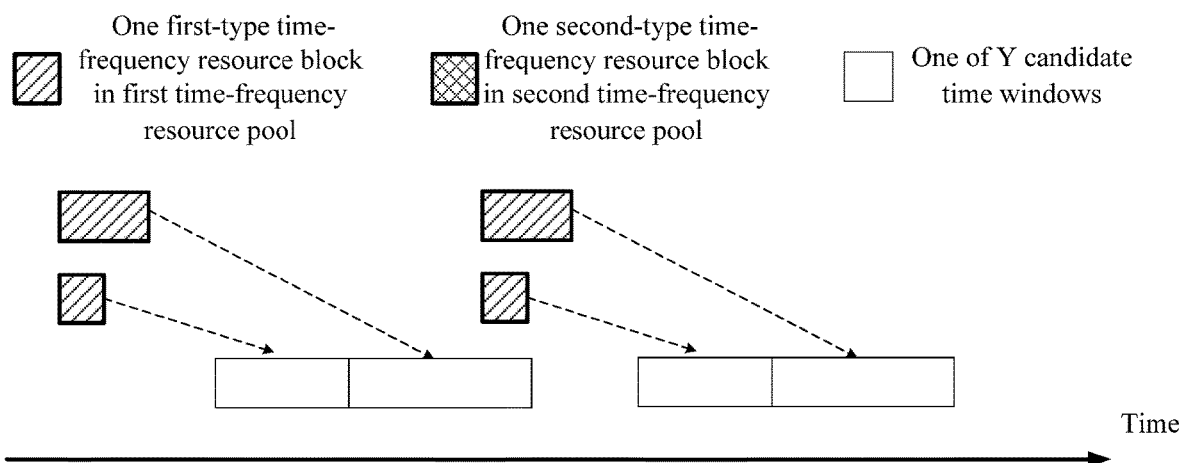 One first-type time-
frequency resource block
in first time-frequency
resource pool
One second-type time-
frequency resource block
in second time-frequency
resource pool
One of Y candidate
time windows
Time